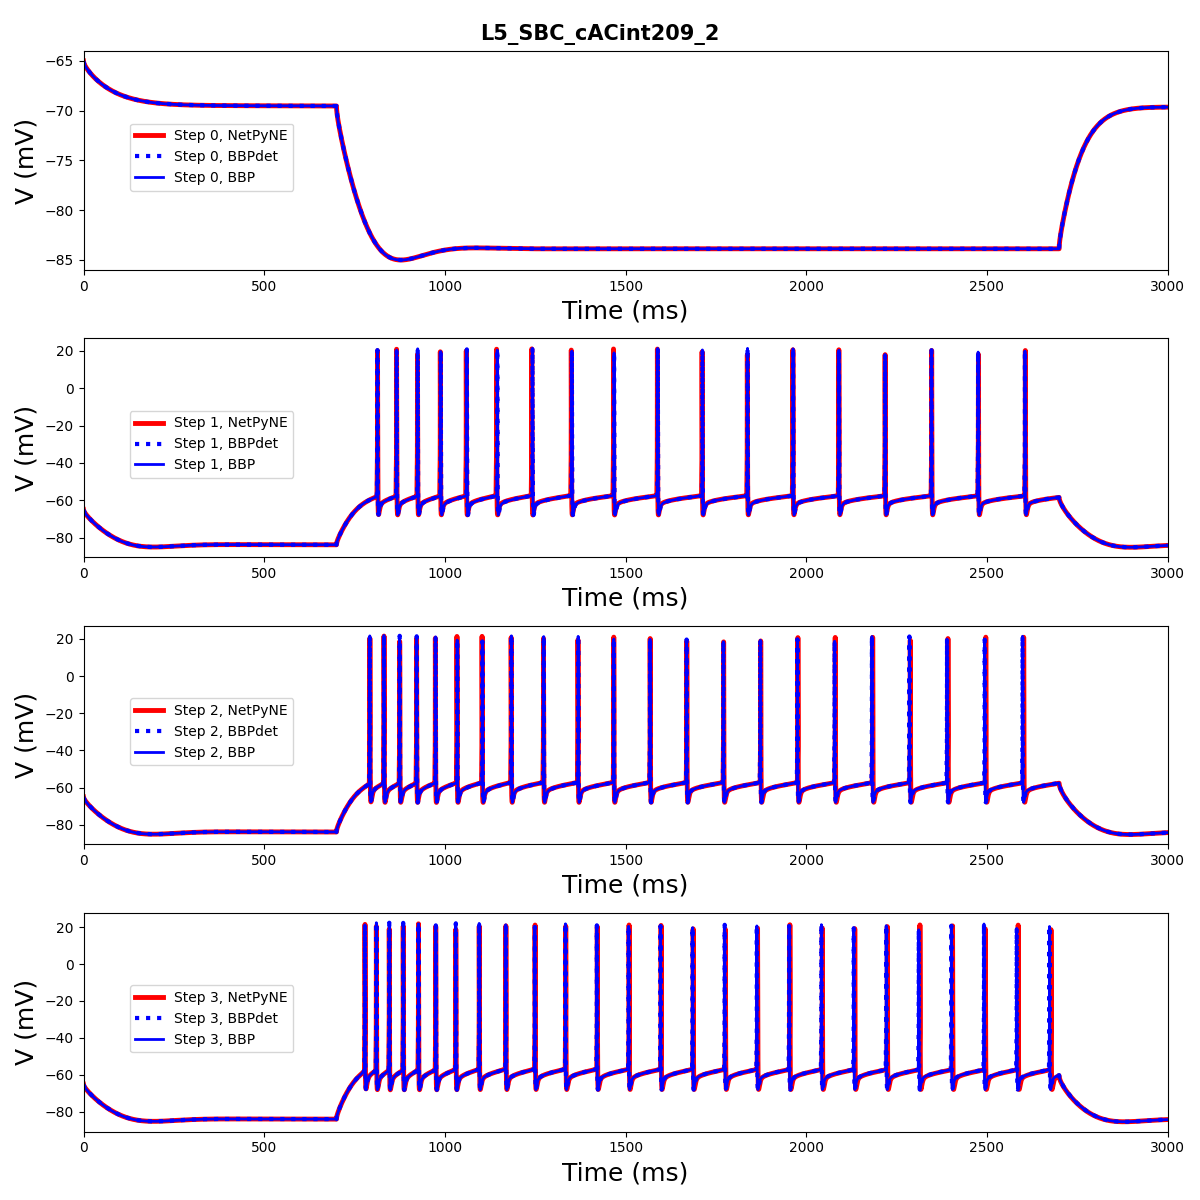 L5_SBC_cACint209_2
−65
−70
−75
−80
−85
V (mV)
Step 0, NetPyNE
Step 0, BBPdet
Step 0, BBP
0 500 1000 1500 2000 2500 3000
Time (ms)
20
0
−20
−40
−60
−80
V (mV)
Step 1, NetPyNE
Step 1, BBPdet
Step 1, BBP
0 500 1000 1500 2000 2500 3000
Time (ms)
20
0
−20
−40
−60
−80
V (mV)
Step 2, NetPyNE
Step 2, BBPdet
Step 2, BBP
0 500 1000 1500 2000 2500 3000
Time (ms)
20
0
−20
−40
−60
−80
V (mV)
Step 3, NetPyNE
Step 3, BBPdet
Step 3, BBP
0 500 1000 1500 2000 2500 3000
Time (ms)